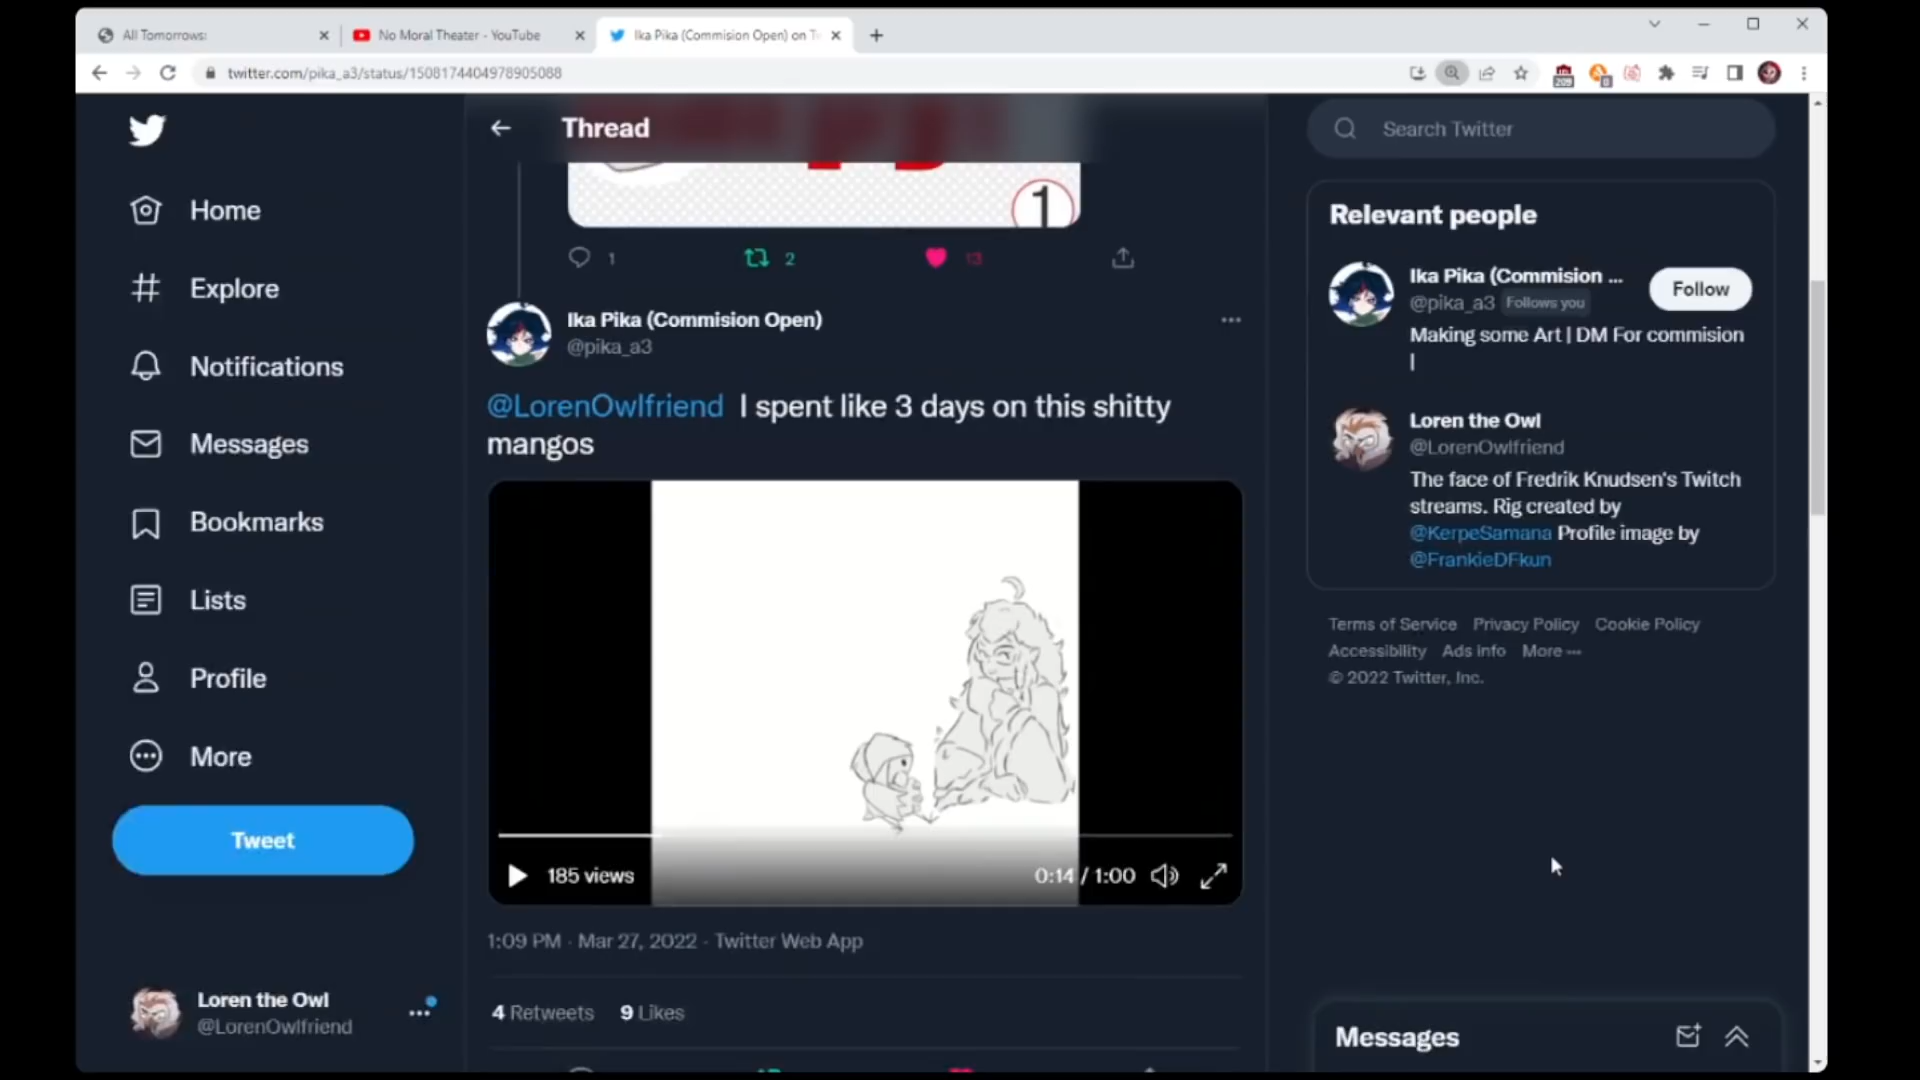 All Tomorrows:
No Moral Theater - YouTube
Ika Pika (Commision Open) on
twitter.com/pika_a3/status/1508174404978905088
Home
Explore
Notifications
Messages
Bookmarks
Lists
Profile
More
Tweet
Loren the Owl
@LorenOwlfriend
Thread
1
1
2
13
Ika Pika (Commision Open)
@pika_a3
@LorenOwlfriend I spent like 3 days on this shitty
mangos
185 views
0:14 / 1:00
1:09 PM · Mar 27, 2022 · Twitter Web App
4 Retweets 9 Likes
Search Twitter
Relevant people
Ika Pika (Commision ...
@pika_a3 Follows you
Follow
Making some Art | DM For commision
|
Loren the Owl
@LorenOwlfriend
The face of Fredrik Knudsen's Twitch
streams. Rig created by
@KerpeSamana Profile image by
@FrankieDFkun
Terms of Service Privacy Policy Cookie Policy
Accessibility Ads info More ···
© 2022 Twitter, Inc.
Messages